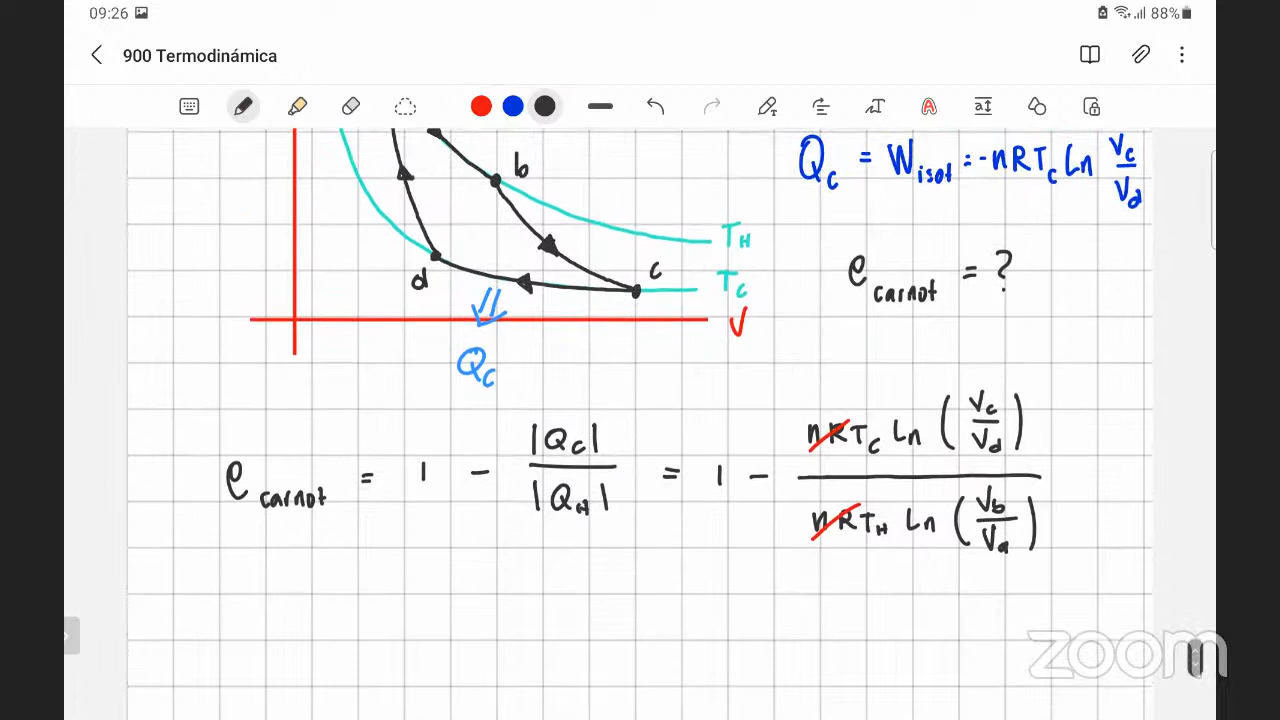 09:26 88%
900 Termodinámica
b
Q_c = W_isot = -nRT_c Ln V_c/V_d
T_H
c
d
T_c
e_carnot = ?
V
Q_c
e_carnot = 1 - |Q_c|/|Q_H| = 1 - nRT_c Ln (V_c/V_d) / nRT_H Ln (V_b/V_a)
zoom